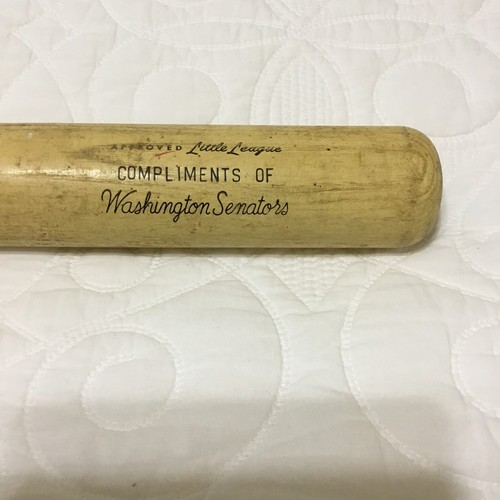 APPROVED Little League
COMPLIMENTS OF
Washington Senators